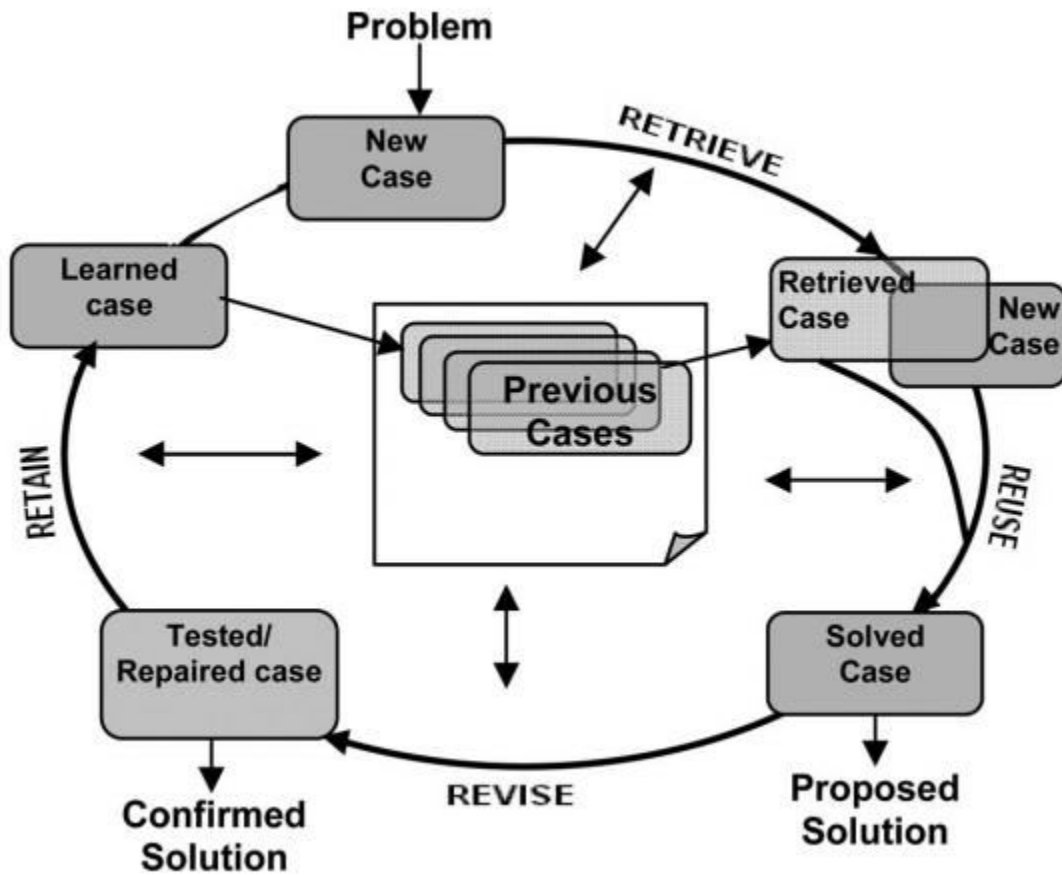 Problem
New
Case
RETRIEVE
Learned
case
Retrieved
Case
New
Case
Previous
Cases
RETAIN
REUSE
Tested/
Repaired case
Solved
Case
REVISE
Confirmed
Solution
Proposed
Solution